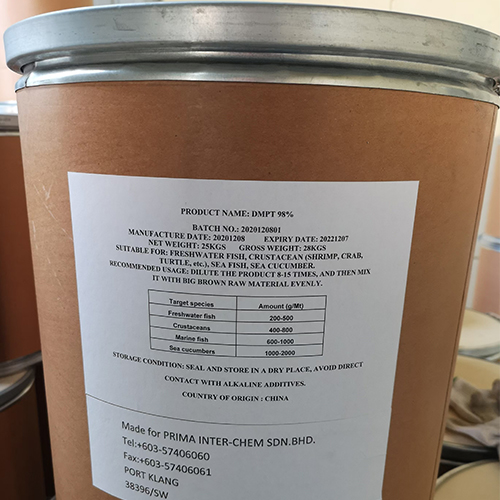 PRODUCT NAME: DMPT 98%
BATCH NO.: 2020120801
MANUFACTURE DATE: 20201208 EXPIRY DATE: 20221207
NET WEIGHT: 25KGS GROSS WEIGHT: 28KGS
SUITABLE FOR: FRESHWATER FISH, CRUSTACEAN (SHRIMP, CRAB,
TURTLE, etc.), SEA FISH, SEA CUCUMBER.
RECOMMENDED USAGE: DILUTE THE PRODUCT 8-15 TIMES, AND THEN MIX
IT WITH BIG BROWN RAW MATERIAL EVENLY.
Target species Amount (g/Mt)
Freshwater fish 200-500
Crustaceans 400-800
Marine fish 600-1000
Sea cucumbers 1000-2000
STORAGE CONDITION: SEAL AND STORE IN A DRY PLACE, AVOID DIRECT
CONTACT WITH ALKALINE ADDITIVES.
COUNTRY OF ORIGIN : CHINA
Made for PRIMA INTER-CHEM SDN.BHD.
Tel:+603-57406060
Fax:+603-57406061
PORT KLANG
38396/SW